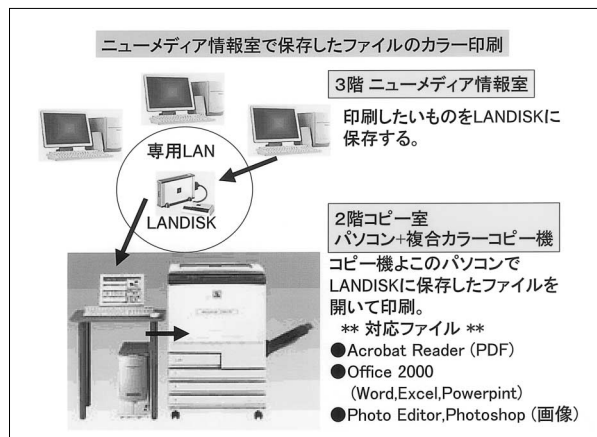 ニューメディア情報室で保存したファイルのカラー印刷
3階 ニューメディア情報室
印刷したいものをLANDISKに
保存する。
専用LAN
LANDISK
2階コピー室
パソコン+複合カラーコピー機
コピー機よこのパソコンで
LANDISKに保存したファイルを
開いて印刷。
** 対応ファイル **
●Acrobat Reader (PDF)
●Office 2000
(Word,Excel,Powerpint)
●Photo Editor,Photoshop (画像)